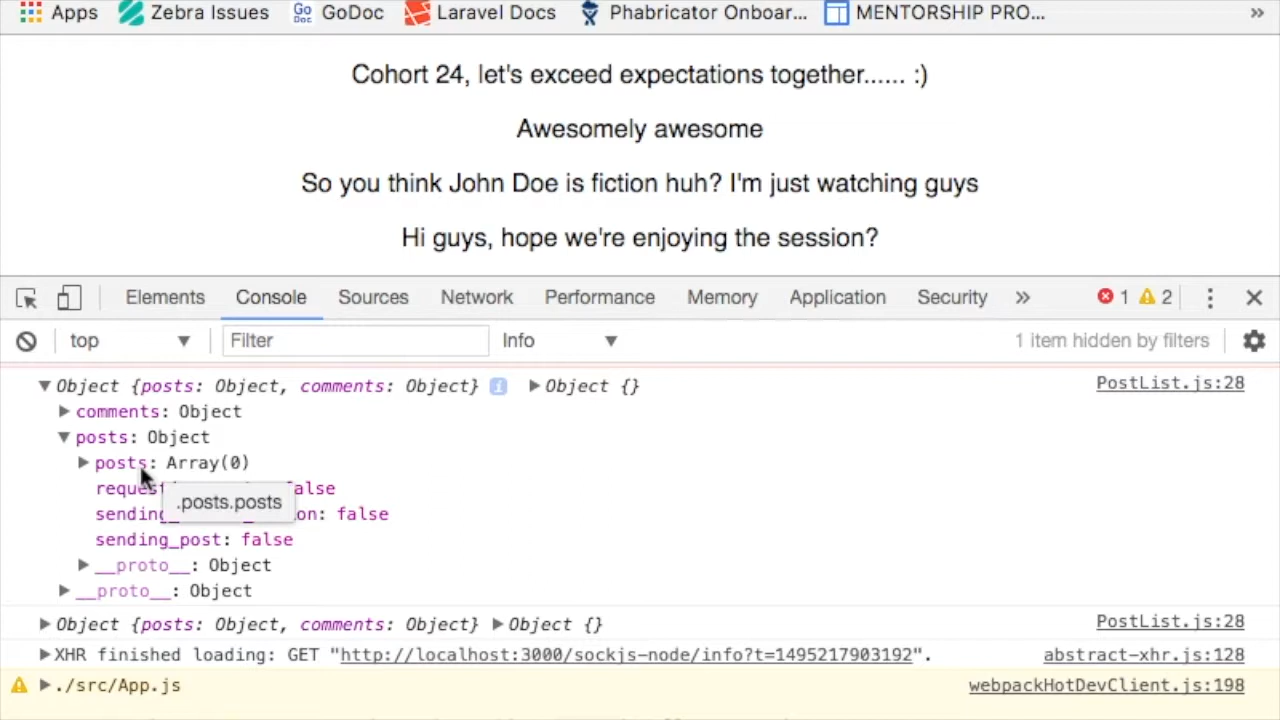 Apps Zebra Issues Go Doc GoDoc Laravel Docs Phabricator Onboar... MENTORSHIP PRO... »
Cohort 24, let's exceed expectations together...... :)
Awesomely awesome
So you think John Doe is fiction huh? I'm just watching guys
Hi guys, hope we're enjoying the session?
Elements Console Sources Network Performance Memory Application Security » 1 2
top Filter Info 1 item hidden by filters
Object {posts: Object, comments: Object} i Object {} PostList.js:28
comments: Object
posts: Object
posts: Array(0)
false
.posts.posts
on: false
sending_post: false
__proto__: Object
__proto__: Object
Object {posts: Object, comments: Object} Object {} PostList.js:28
XHR finished loading: GET "http://localhost:3000/sockjs-node/info?t=1495217903192". abstract-xhr.js:128
./src/App.js webpackHotDevClient.js:198